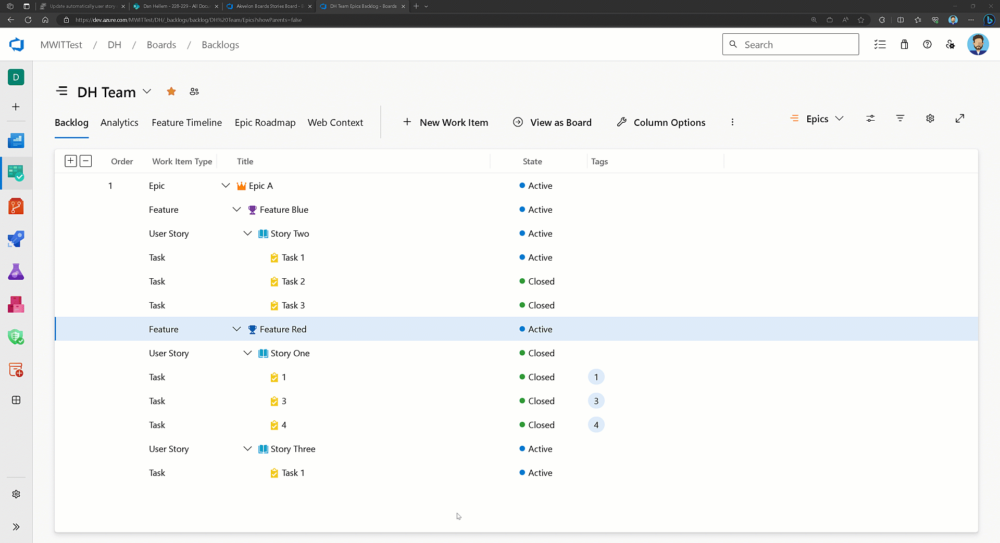 Update automatically user story
Dan Hellem - 228-229 - All Docu
Akvelon Boards Stories Board - B
DH Team Epics Backlog - Boards
https://dev.azure.com/MWITTest/DH/_backlogs/backlog/DH%20Team/Epics?showParents=false
MWITTest / DH / Boards / Backlogs
Search
D
DH Team
Backlog Analytics Feature Timeline Epic Roadmap Web Context
New Work Item View as Board Column Options Epics
Order Work Item Type Title State Tags
1 Epic Epic A Active
Feature Feature Blue Active
User Story Story Two Active
Task Task 1 Active
Task Task 2 Closed
Task Task 3 Closed
Feature Feature Red Active
User Story Story One Closed
Task 1 Closed 1
Task 3 Closed 3
Task 4 Closed 4
User Story Story Three Active
Task Task 1 Active